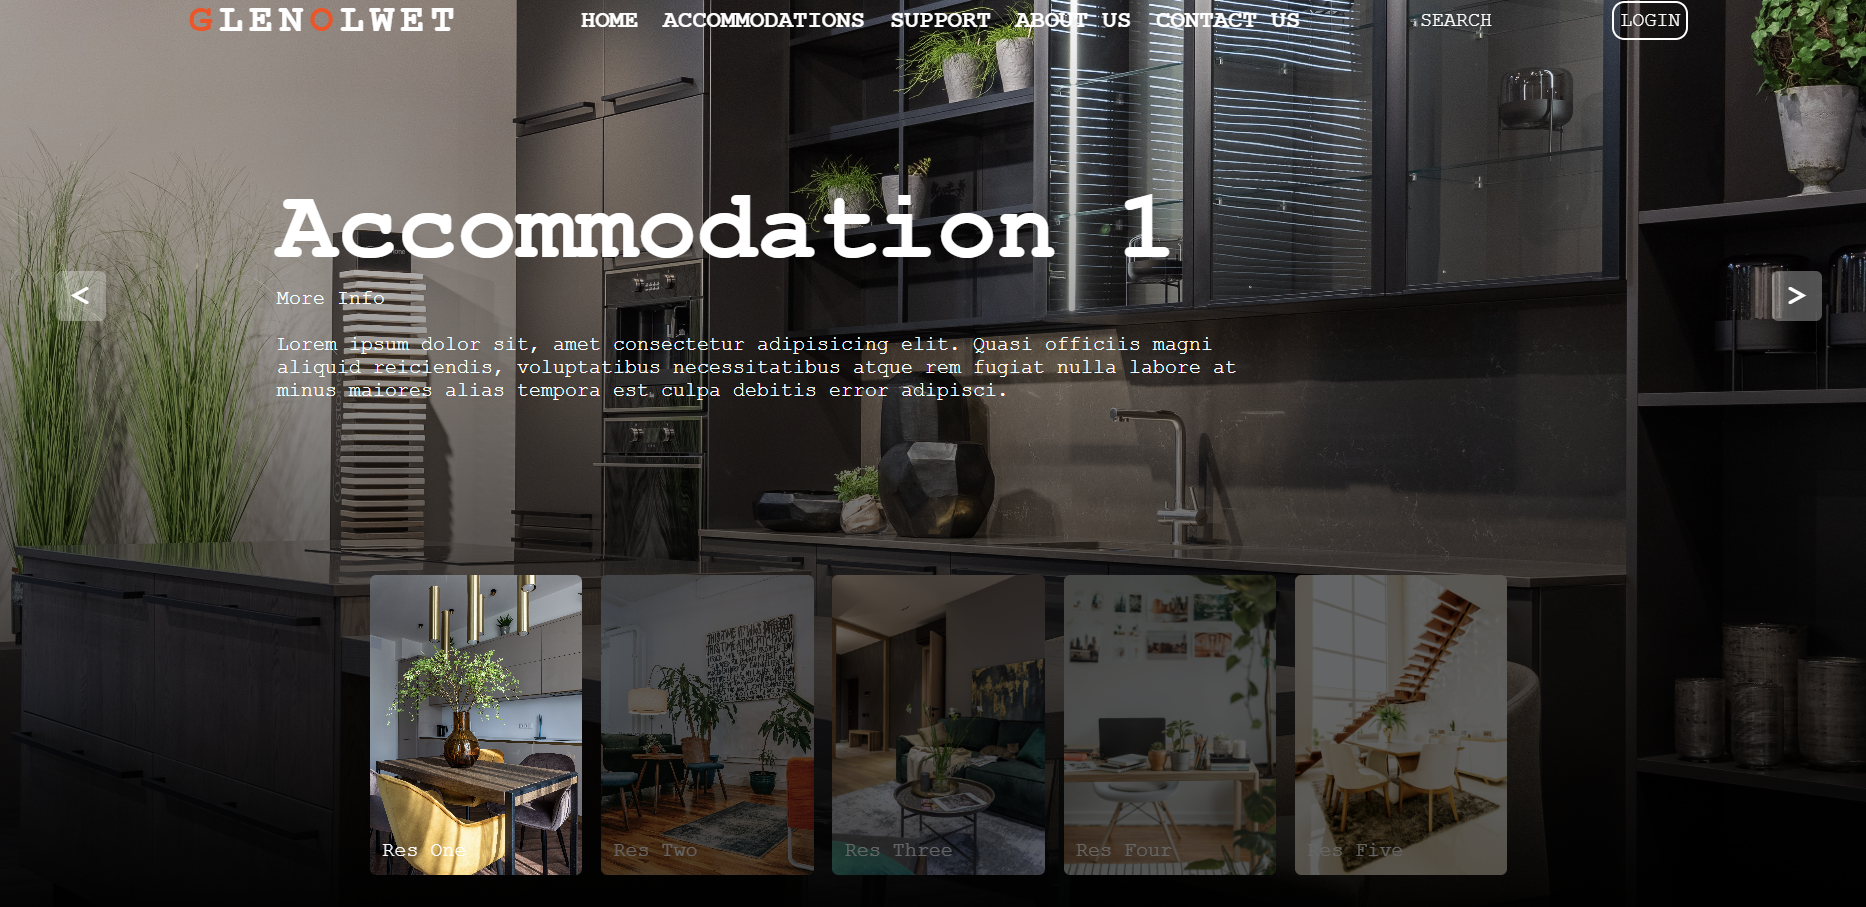 GLENOLWET
HOME ACCOMMODATIONS SUPPORT ABOUT US CONTACT US
SEARCH
LOGIN
Accommodation 1
<
>
More Info
Lorem ipsum dolor sit, amet consectetur adipisicing elit. Quasi officiis magni
aliquid reiciendis, voluptatibus necessitatibus atque rem fugiat nulla labore at
minus maiores alias tempora est culpa debitis error adipisci.
Res One
Res Two
Res Three
Res Four
Res Five